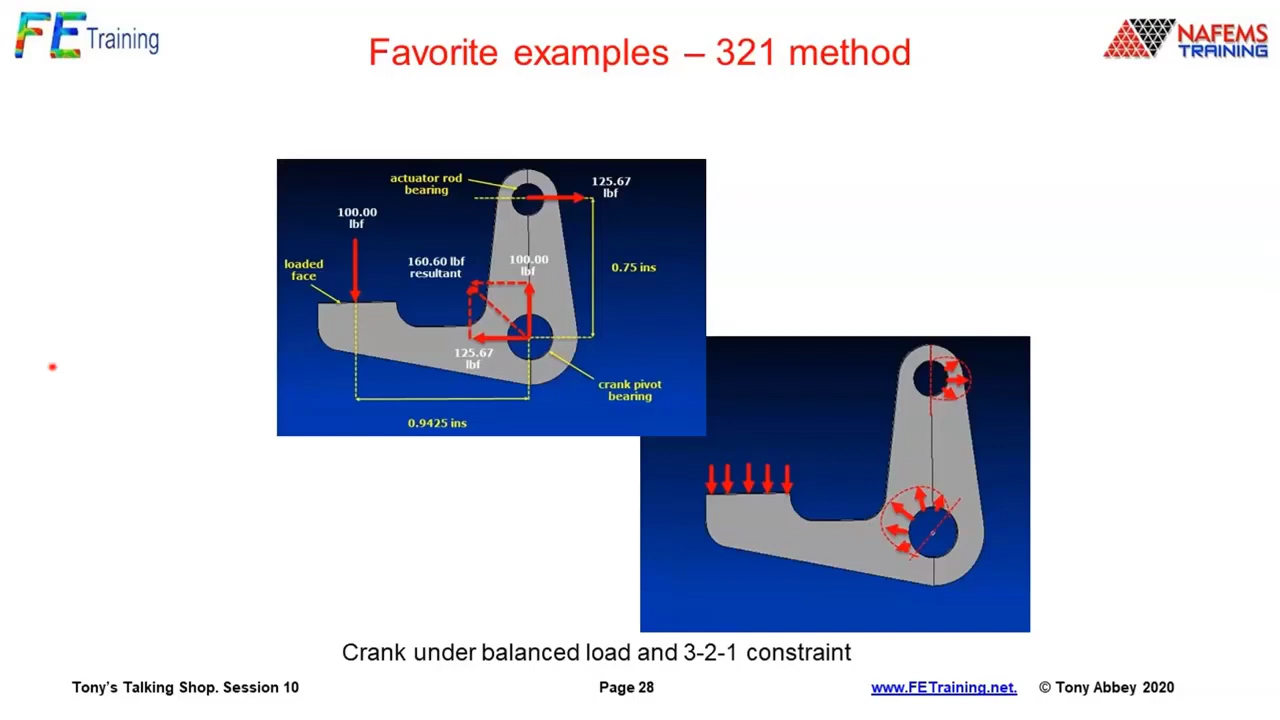 FE Training
NAFEMS
TRAINING
Favorite examples – 321 method
actuator rod
bearing
125.67
lbf
100.00
lbf
loaded
face
160.60 lbf
resultant
100.00
lbf
0.75 ins
125.67
lbf
crank pivot
bearing
0.9425 ins
Crank under balanced load and 3-2-1 constraint
Tony's Talking Shop. Session 10
Page 28
www.FETraining.net.
© Tony Abbey 2020